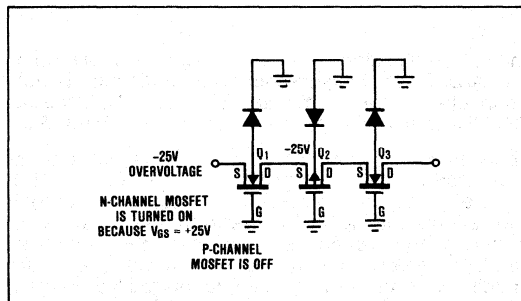 -25V
OVERVOLTAGE
Q1
-25V
Q2
Q3
S
D
S
D
S
D
G
G
G
N-CHANNEL MOSFET
IS TURNED ON
BECAUSE VGS = +25V
P-CHANNEL
MOSFET IS OFF